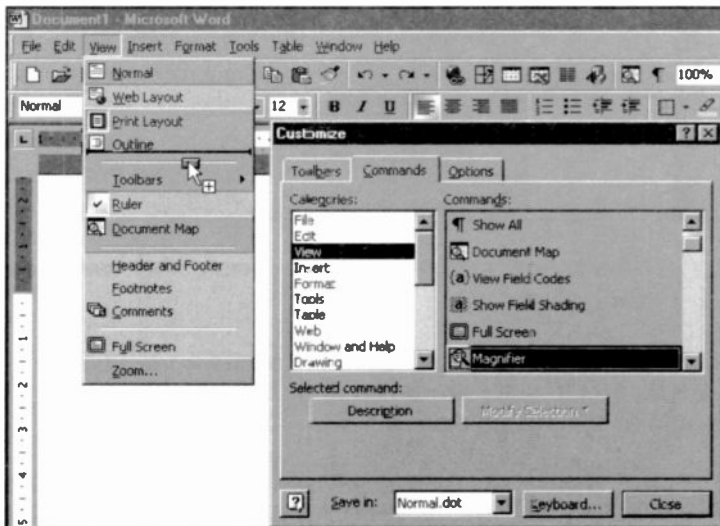 Document1 - Microsoft Word
File Edit View Insert Format Tools Table Window Help
100%
Normal
12 B I U
Normal
Web Layout
Print Layout
Outline
Toolbars
Ruler
Document Map
Header and Footer
Footnotes
Comments
Full Screen
Zoom...
Customize
Toolbars Commands Options
Categories:
File
Edit
View
Insert
Format
Tools
Table
Web
Window and Help
Drawing
Commands:
Show All
Document Map
{a} View Field Codes
{a} Show Field Shading
Full Screen
Magnifier
Selected command:
Description Modify Selection
Save in: Normal.dot Keyboard... Close